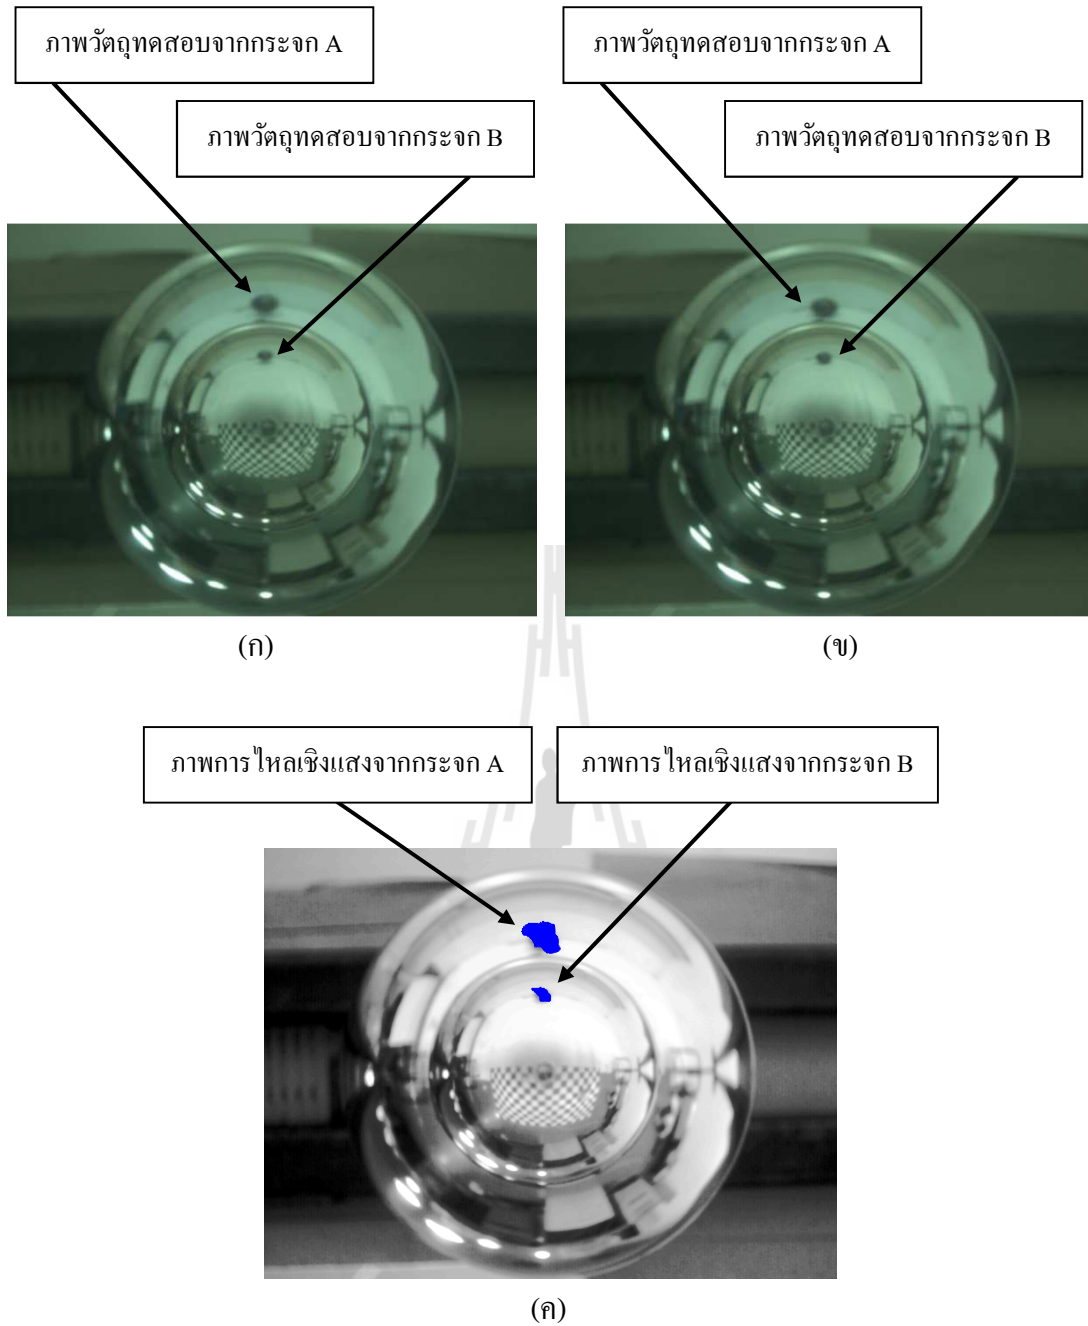 ภาพวัตถุทดสอบจากกระจก A
ภาพวัตถุทดสอบจากกระจก B
ภาพวัตถุทดสอบจากกระจก A
ภาพวัตถุทดสอบจากกระจก B
(ก)
(ข)
ภาพการไหลเชิงแสงจากกระจก A
ภาพการไหลเชิงแสงจากกระจก B
(ค)